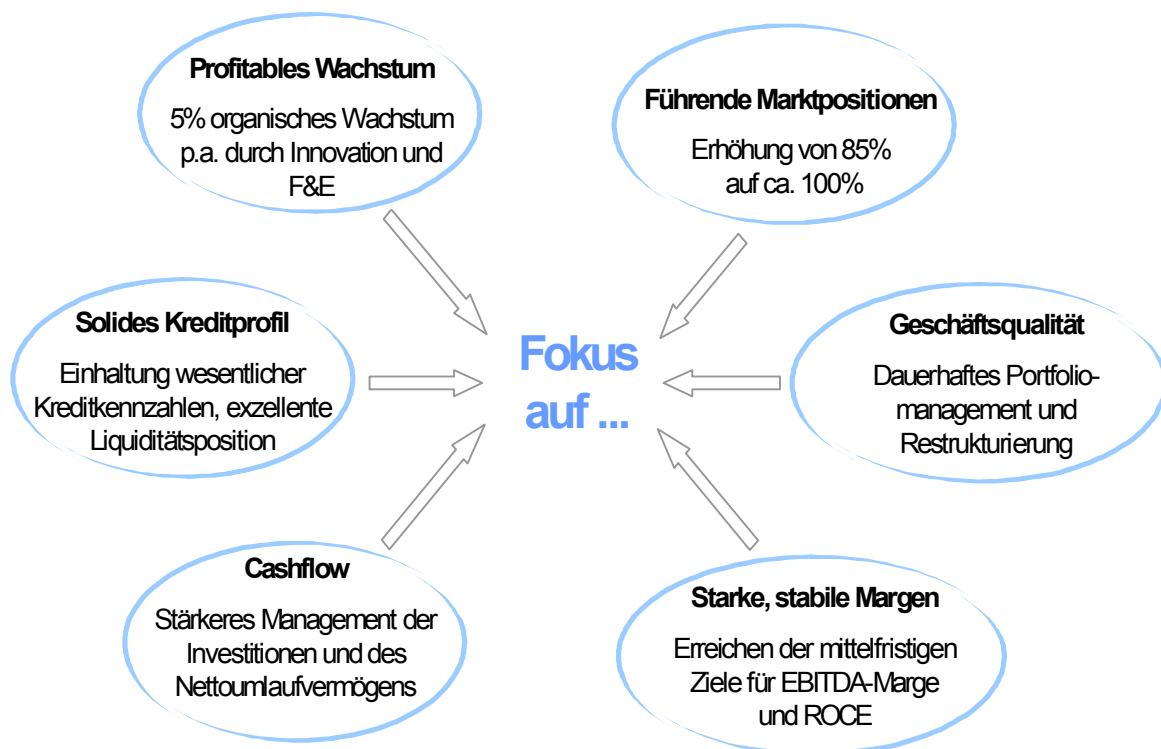 Profitables Wachstum
5% organisches Wachstum
p.a. durch Innovation und
F&E
Führende Marktpositionen
Erhöhung von 85%
auf ca. 100%
Solides Kreditprofil
Einhaltung wesentlicher
Kreditkennzahlen, exzellente
Liquiditätsposition
Fokus
auf ...
Geschäftsqualität
Dauerhaftes Portfolio-
management und
Restrukturierung
Cashflow
Stärkeres Management der
Investitionen und des
Nettoumlaufvermögens
Starke, stabile Margen
Erreichen der mittelfristigen
Ziele für EBITDA-Marge
und ROCE